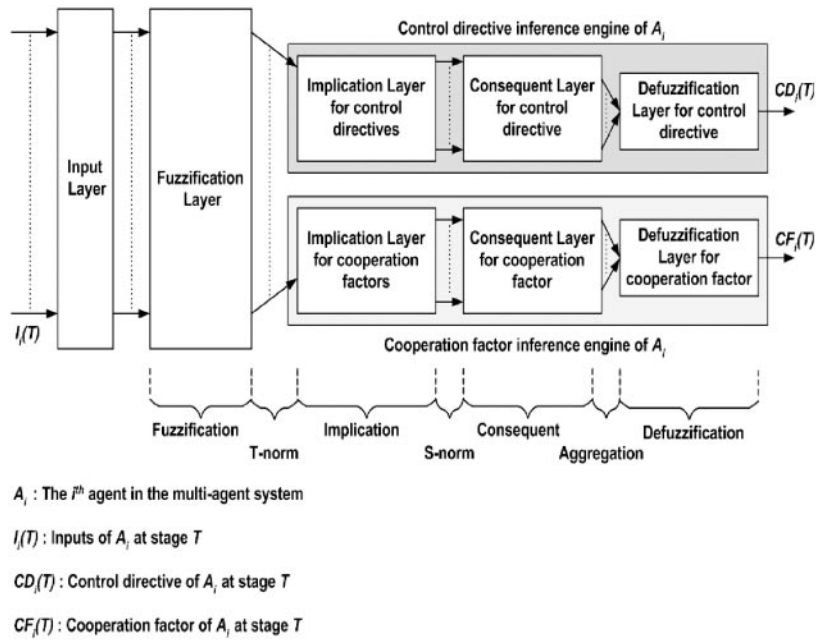 Control directive inference engine of Ai
Input
Layer
Fuzzification
Layer
Implication Layer
for control
directives
Consequent Layer
for control
directive
Defuzzification
Layer for control
directive
CDi(T)
Implication Layer
for cooperation
factors
Consequent Layer
for cooperation
factor
Defuzzification
Layer for
cooperation factor
CFi(T)
Ii(T)
Cooperation factor inference engine of Ai
Fuzzification
T-norm
Implication
S-norm
Consequent
Aggregation
Defuzzification
Ai : The ith agent in the multi-agent system
Ii(T) : Inputs of Ai at stage T
CDi(T) : Control directive of Ai at stage T
CFi(T) : Cooperation factor of Ai at stage T